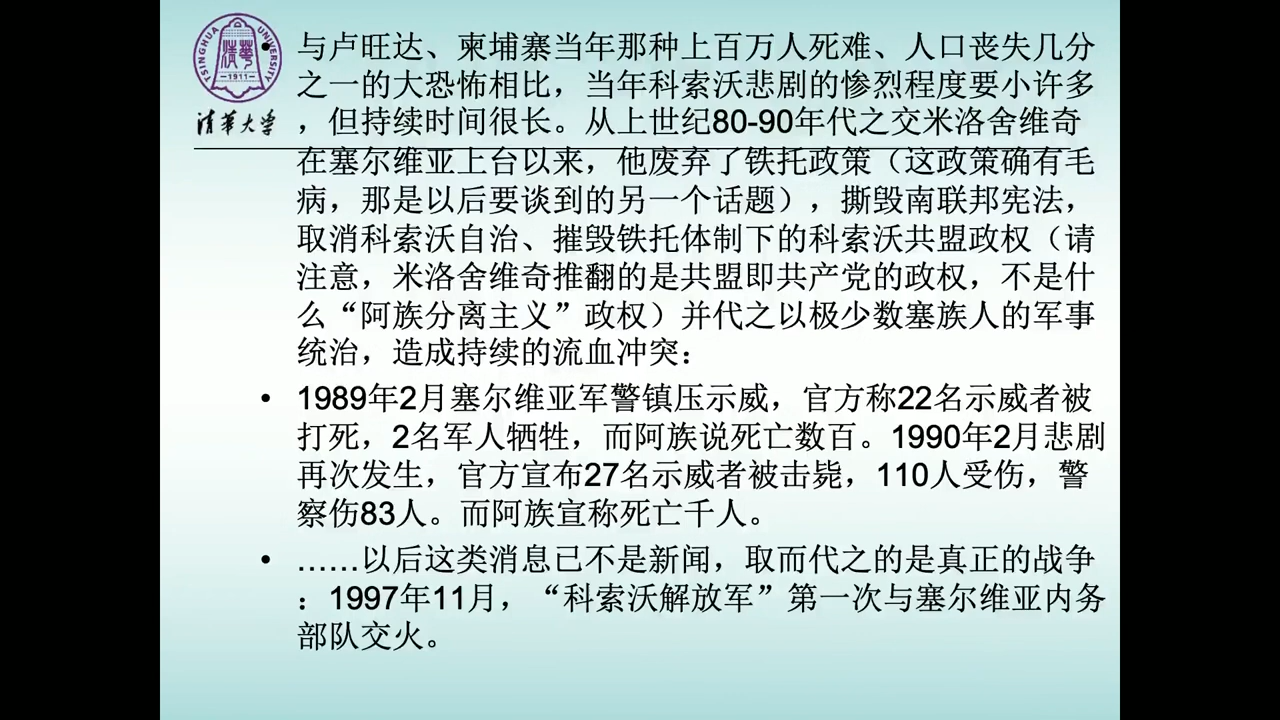 TSINGHUA UNIVERSITY
清华
1911
清华大学
• 与卢旺达、柬埔寨当年那种上百万人死难、人口丧失几分
之一的大恐怖相比，当年科索沃悲剧的惨烈程度要小许多
，但持续时间很长。从上世纪80-90年代之交米洛舍维奇
在塞尔维亚上台以来，他废弃了铁托政策（这政策确有毛
病，那是以后要谈到的另一个话题），撕毁南联邦宪法，
取消科索沃自治、摧毁铁托体制下的科索沃共盟政权（请
注意，米洛舍维奇推翻的是共盟即共产党的政权，不是什
么“阿族分离主义”政权）并代之以极少数塞族人的军事
统治，造成持续的流血冲突：
• 1989年2月塞尔维亚军警镇压示威，官方称22名示威者被
打死，2名军人牺牲，而阿族说死亡数百。1990年2月悲剧
再次发生，官方宣布27名示威者被击毙，110人受伤，警
察伤83人。而阿族宣称死亡千人。
• ……以后这类消息已不是新闻，取而代之的是真正的战争
：1997年11月，“科索沃解放军”第一次与塞尔维亚内务
部队交火。